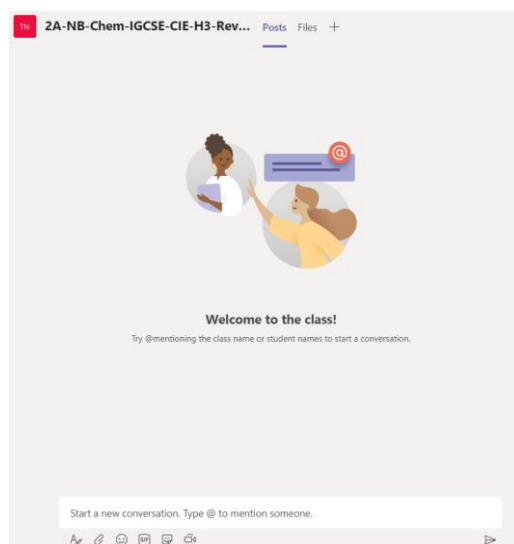 TN 2A-NB-Chem-IGCSE-CIE-H3-Rev... Posts Files +
@
Welcome to the class!
Try @mentioning the class name or student names to start a conversation.
Start a new conversation. Type @ to mention someone.
GIF